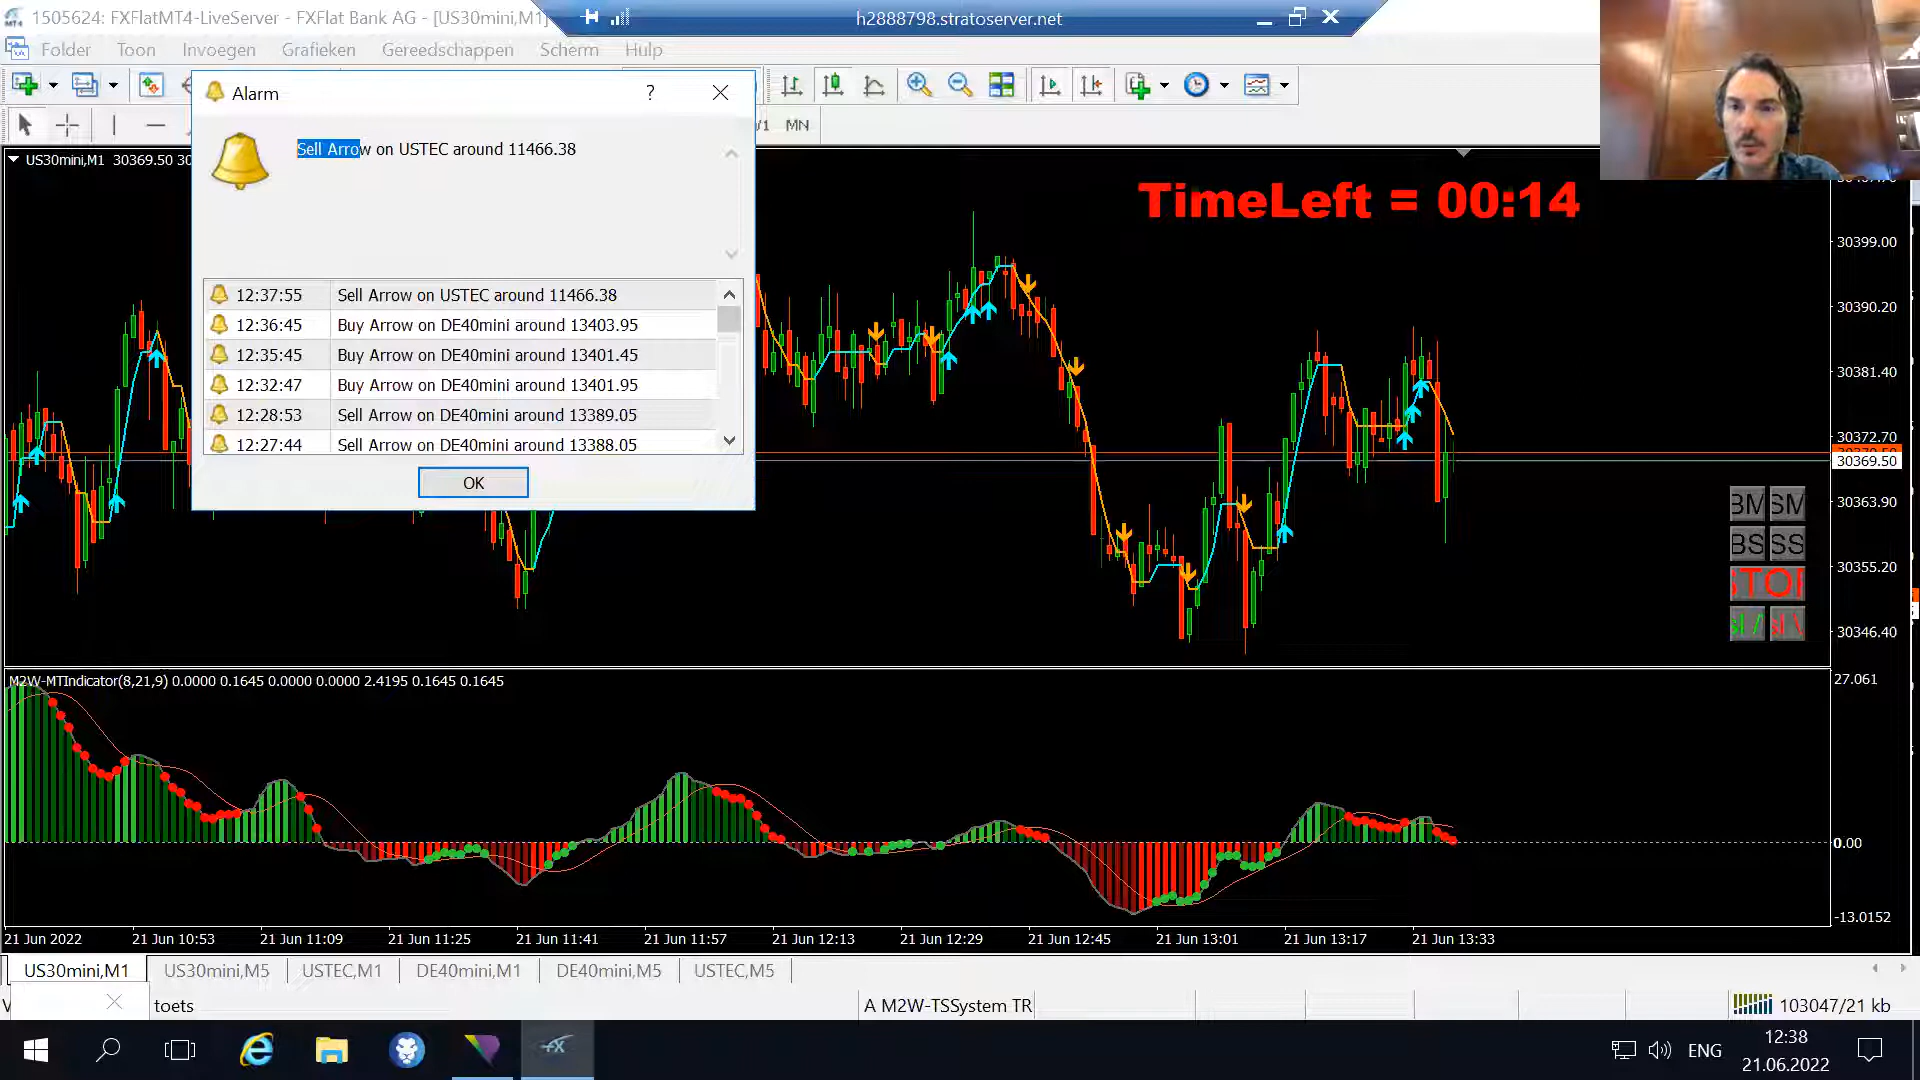 1505624: FXFlatMT4-LiveServer - FXFlat Bank AG - [US30mini,M1]
h2888798.stratoserver.net
Folder Toon Invoegen Grafieken Gereedschappen Scherm Hulp
Alarm
?
MN
Sell Arrow on USTEC around 11466.38
12:37:55 Sell Arrow on USTEC around 11466.38
12:36:45 Buy Arrow on DE40mini around 13403.95
12:35:45 Buy Arrow on DE40mini around 13401.45
12:32:47 Buy Arrow on DE40mini around 13401.95
12:28:53 Sell Arrow on DE40mini around 13389.05
12:27:44 Sell Arrow on DE40mini around 13388.05
OK
US30mini,M1 30369.50
TimeLeft = 00:14
30399.00
30390.20
30381.40
30372.70
30369.50
30363.90
30355.20
30346.40
BM SM
BS SS
STOP
M2W-MTIndicator(8,21,9) 0.0000 0.1645 0.0000 0.0000 2.4195 0.1645 0.1645
27.061
0.00
-13.0152
21 Jun 2022 21 Jun 10:53 21 Jun 11:09 21 Jun 11:25 21 Jun 11:41 21 Jun 11:57 21 Jun 12:13 21 Jun 12:29 21 Jun 12:45 21 Jun 13:01 21 Jun 13:17 21 Jun 13:33
US30mini,M1 US30mini,M5 USTEC,M1 DE40mini,M1 DE40mini,M5 USTEC,M5
toets
A M2W-TSSystem TR
103047/21 kb
ENG
12:38
21.06.2022